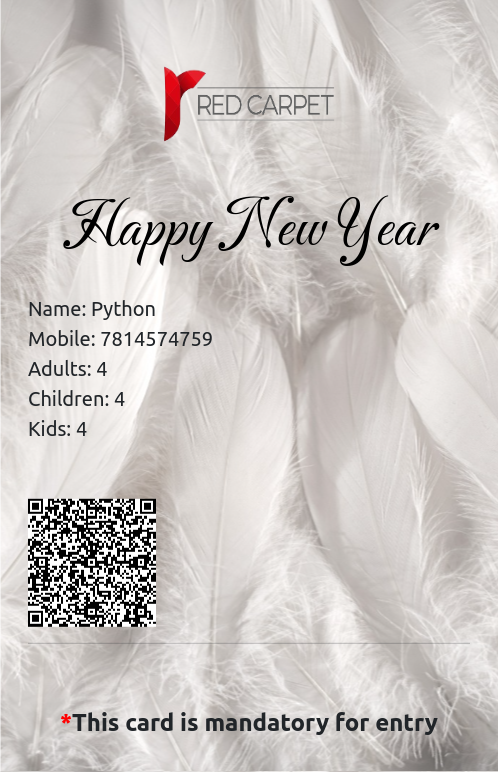 RED CARPET
Happy New Year
Name: Python
Mobile: 7814574759
Adults: 4
Children: 4
Kids: 4
*This card is mandatory for entry